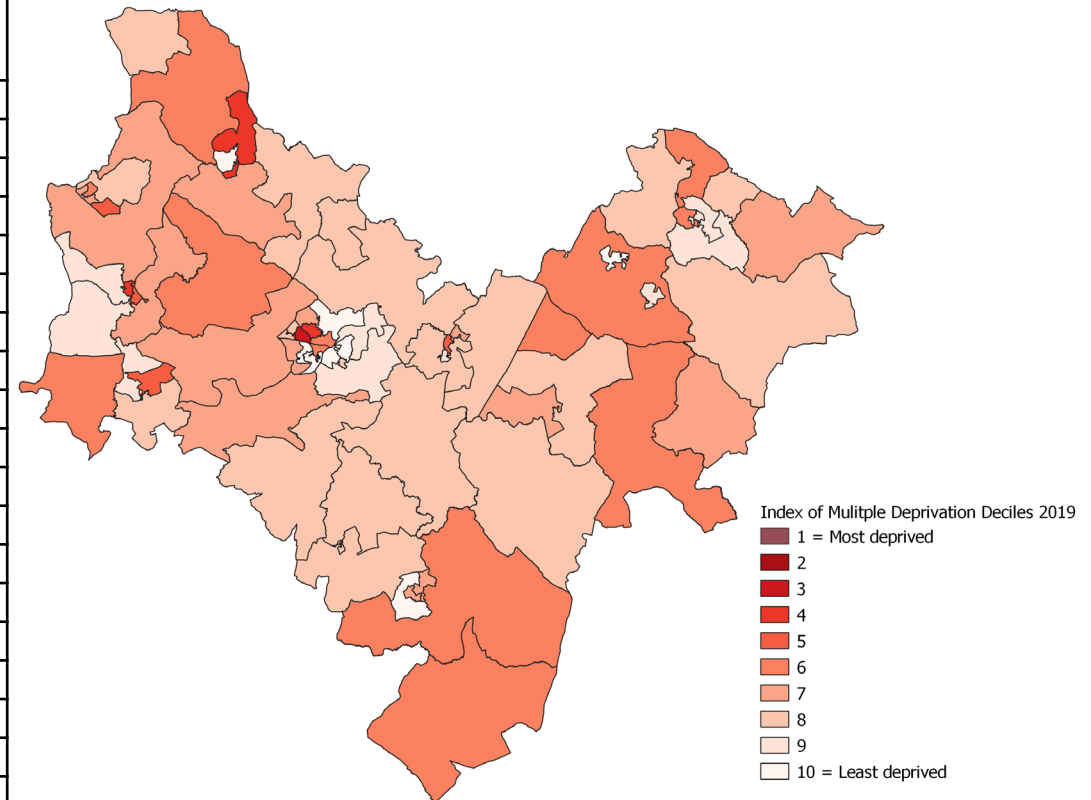 Index of Mulitple Deprivation Deciles 2019
1 = Most deprived
2
3
4
5
6
7
8
9
10 = Least deprived